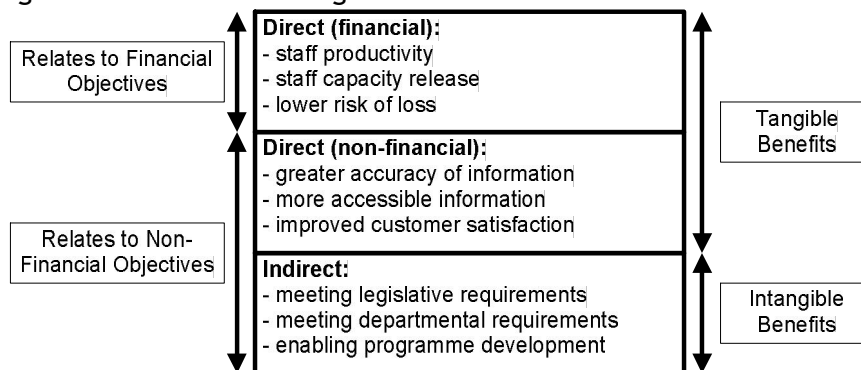 Relates to Financial
Objectives
Direct (financial):
- staff productivity
- staff capacity release
- lower risk of loss
Tangible
Benefits
Direct (non-financial):
- greater accuracy of information
- more accessible information
- improved customer satisfaction
Relates to Non-
Financial Objectives
Indirect:
- meeting legislative requirements
- meeting departmental requirements
- enabling programme development
Intangible
Benefits